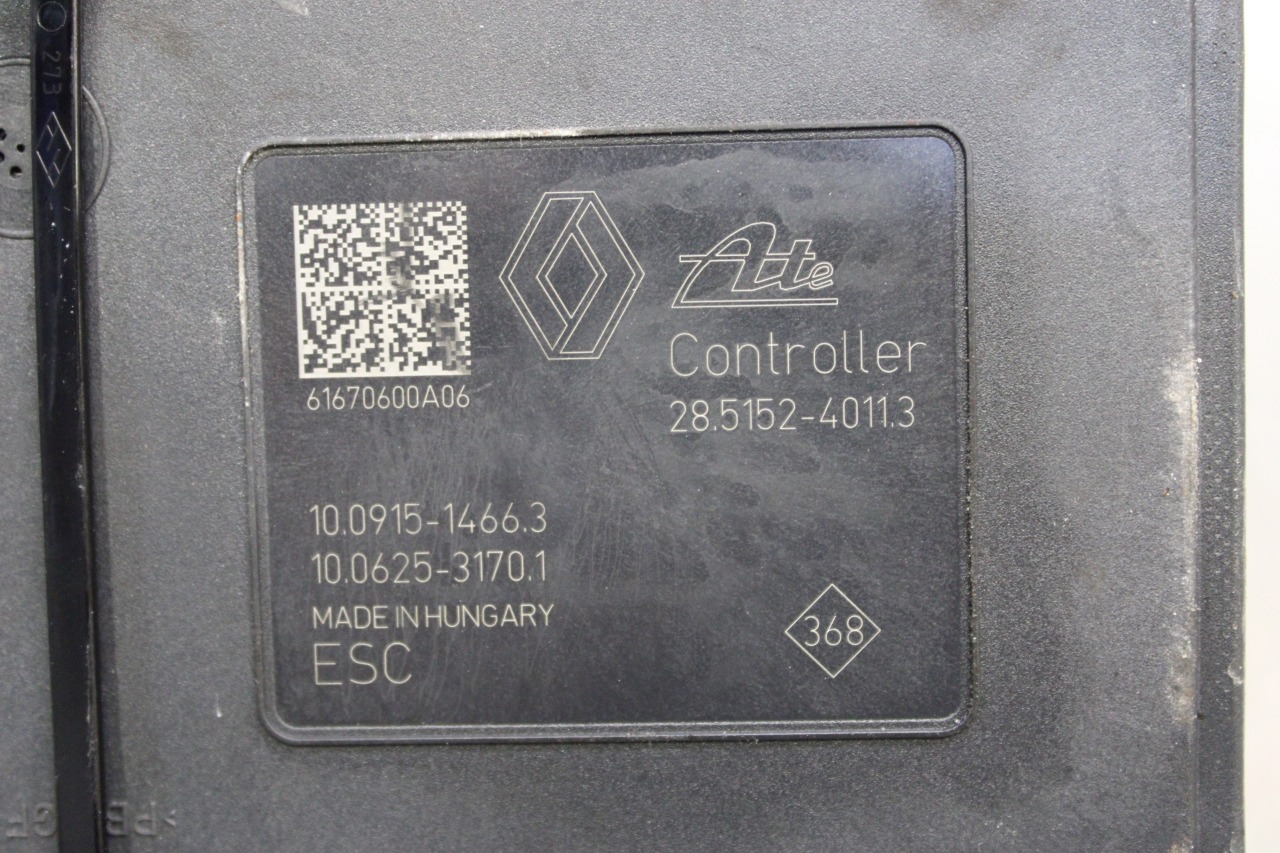 273
Ate
Controller
28.5152-4011.3
61670600A06
10.0915-1466.3
10.0625-3170.1
MADE IN HUNGARY
ESC
368